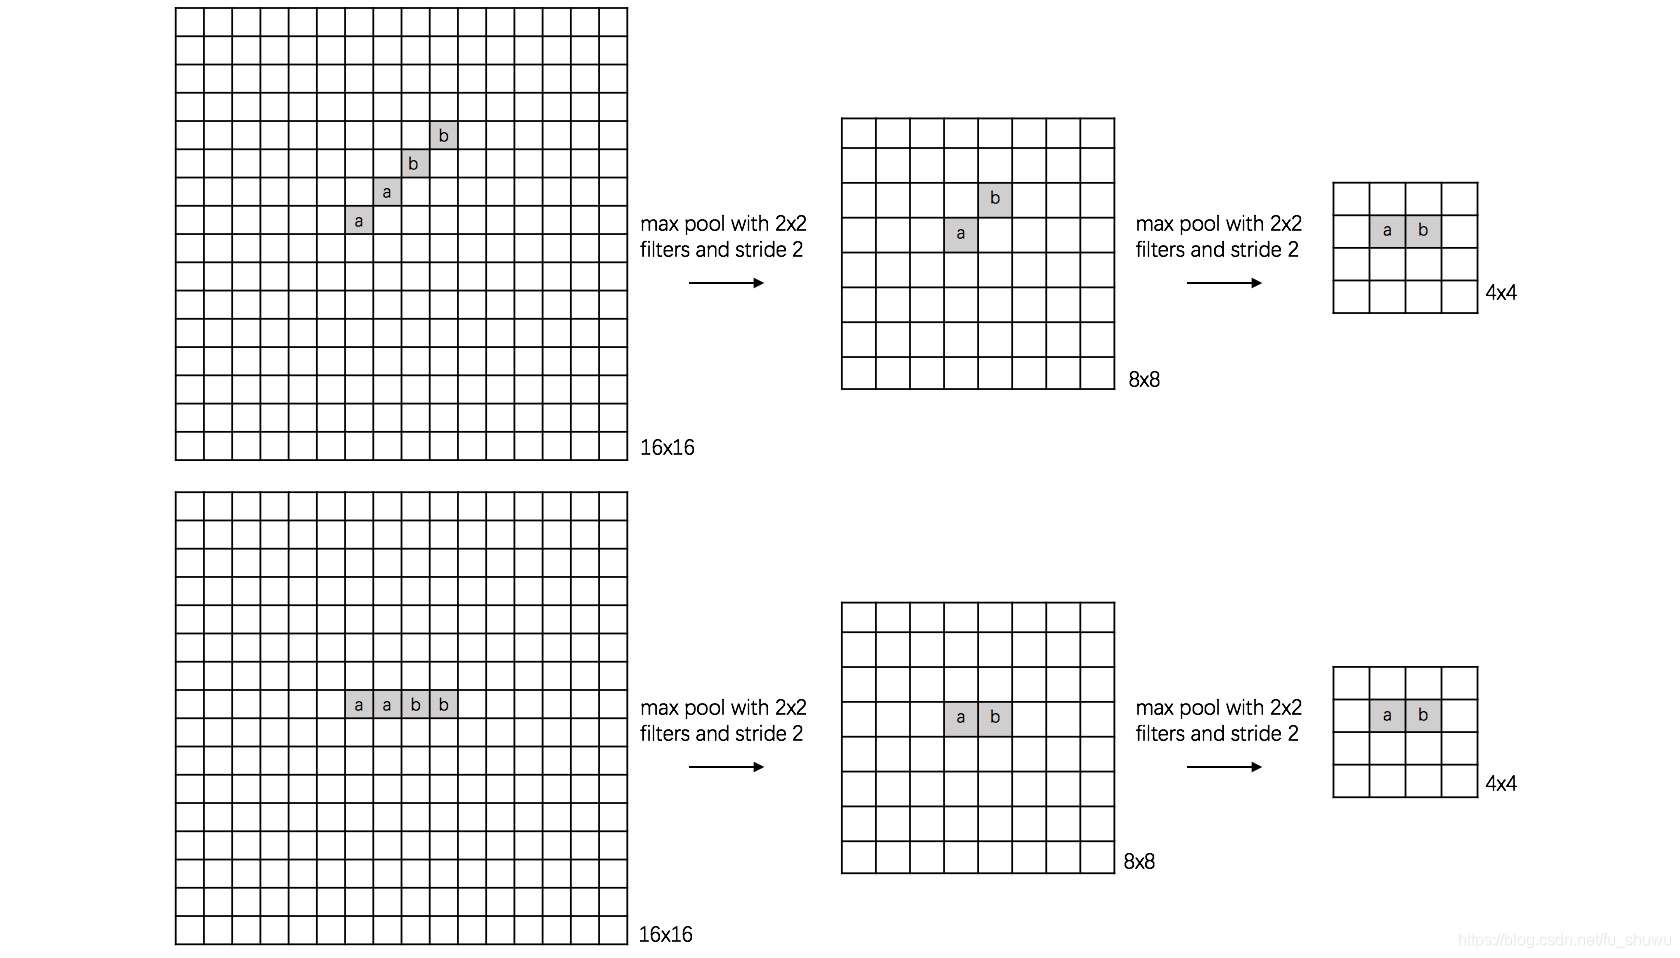 b
b
a
a
max pool with 2x2
filters and stride 2
16x16
b
a
8x8
max pool with 2x2
filters and stride 2
a b
4x4
a a b b
max pool with 2x2
filters and stride 2
16x16
a b
8x8
max pool with 2x2
filters and stride 2
a b
4x4
https://blog.csdn.net/fu_shuwu